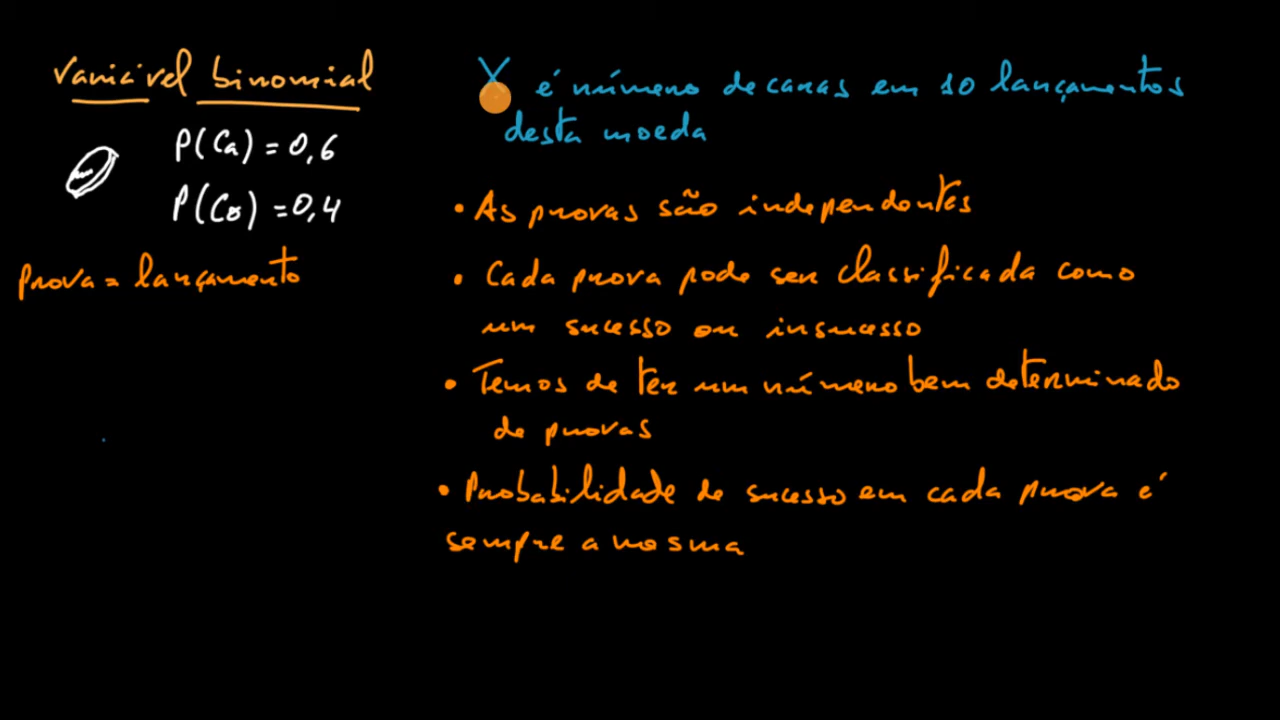 Variável binomial
P(Ca) = 0,6
P(Co) = 0,4
prova = lançamento
X é número de caras em 10 lançamentos
desta moeda
• As provas são independentes
• Cada prova pode ser classificada como
um sucesso ou insucesso
• Temos de ter um número bem determinado
de provas
• Probabilidade de sucesso em cada prova é
sempre a mesma